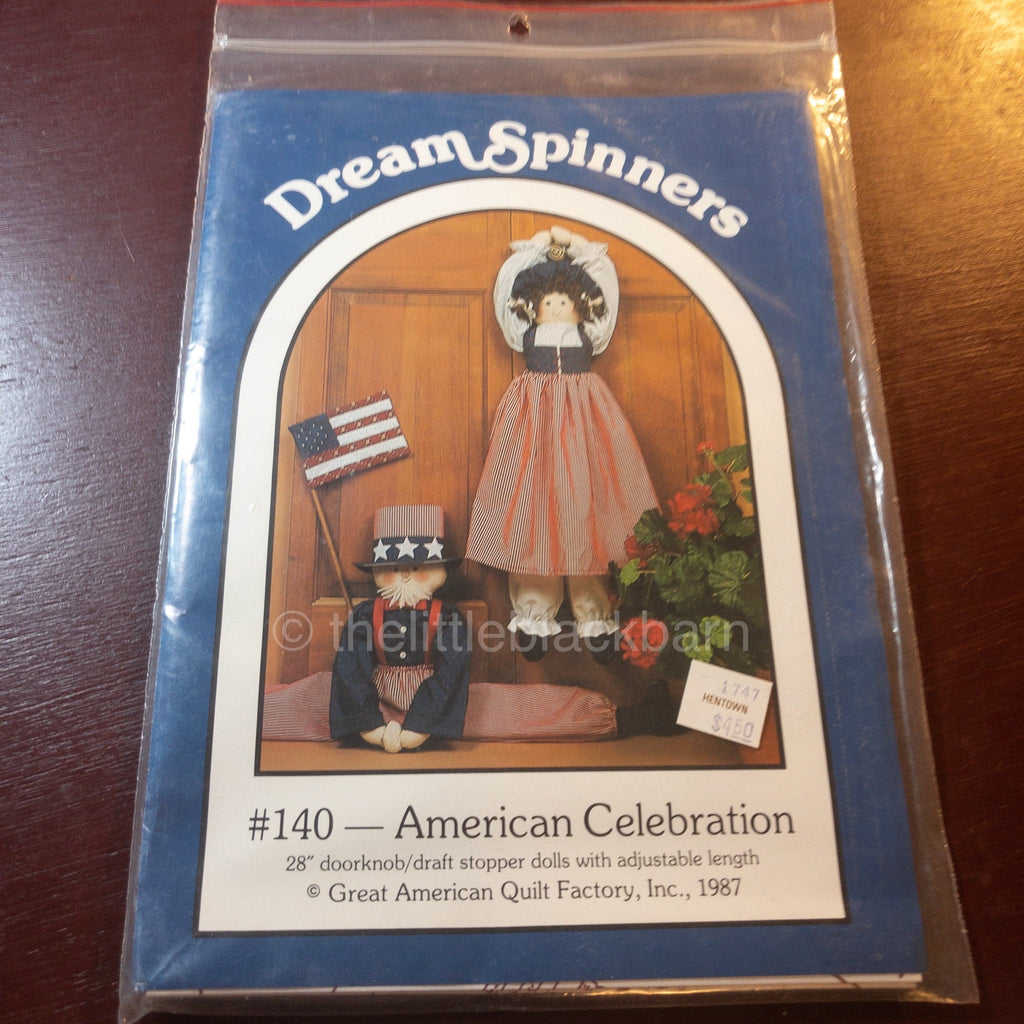 Dream Spinners
© thelittleblackbarn
1747
HENTOWN
$4.50
#140 — American Celebration
28″ doorknob/draft stopper dolls with adjustable length
© Great American Quilt Factory, Inc., 1987